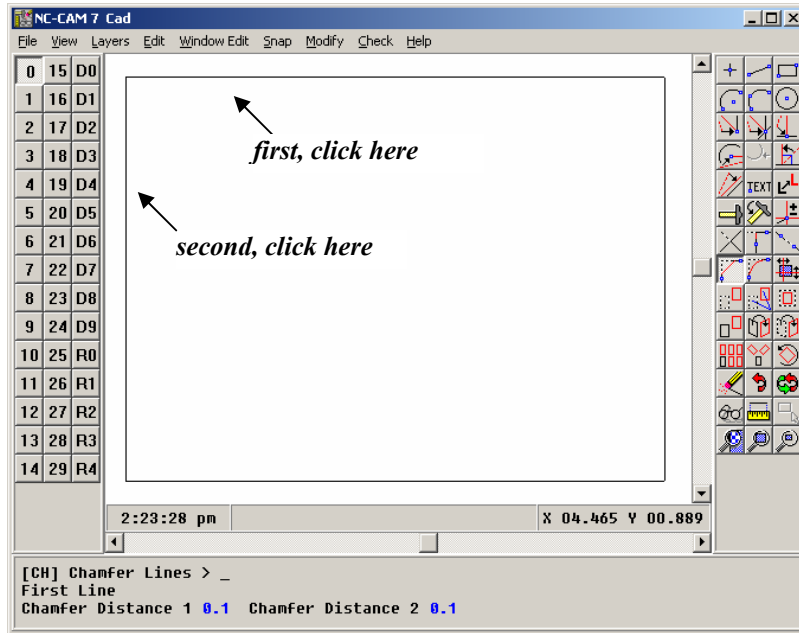 NC-CAM 7 Cad
File View Layers Edit Window Edit Snap Modify Check Help
0 15 D0
1 16 D1
2 17 D2
3 18 D3
4 19 D4
5 20 D5
6 21 D6
7 22 D7
8 23 D8
9 24 D9
10 25 R0
11 26 R1
12 27 R2
13 28 R3
14 29 R4
first, click here
second, click here
TEXT
2:23:28 pm
X 04.465 Y 00.889
[CH] Chamfer Lines > _
First Line
Chamfer Distance 1 0.1 Chamfer Distance 2 0.1